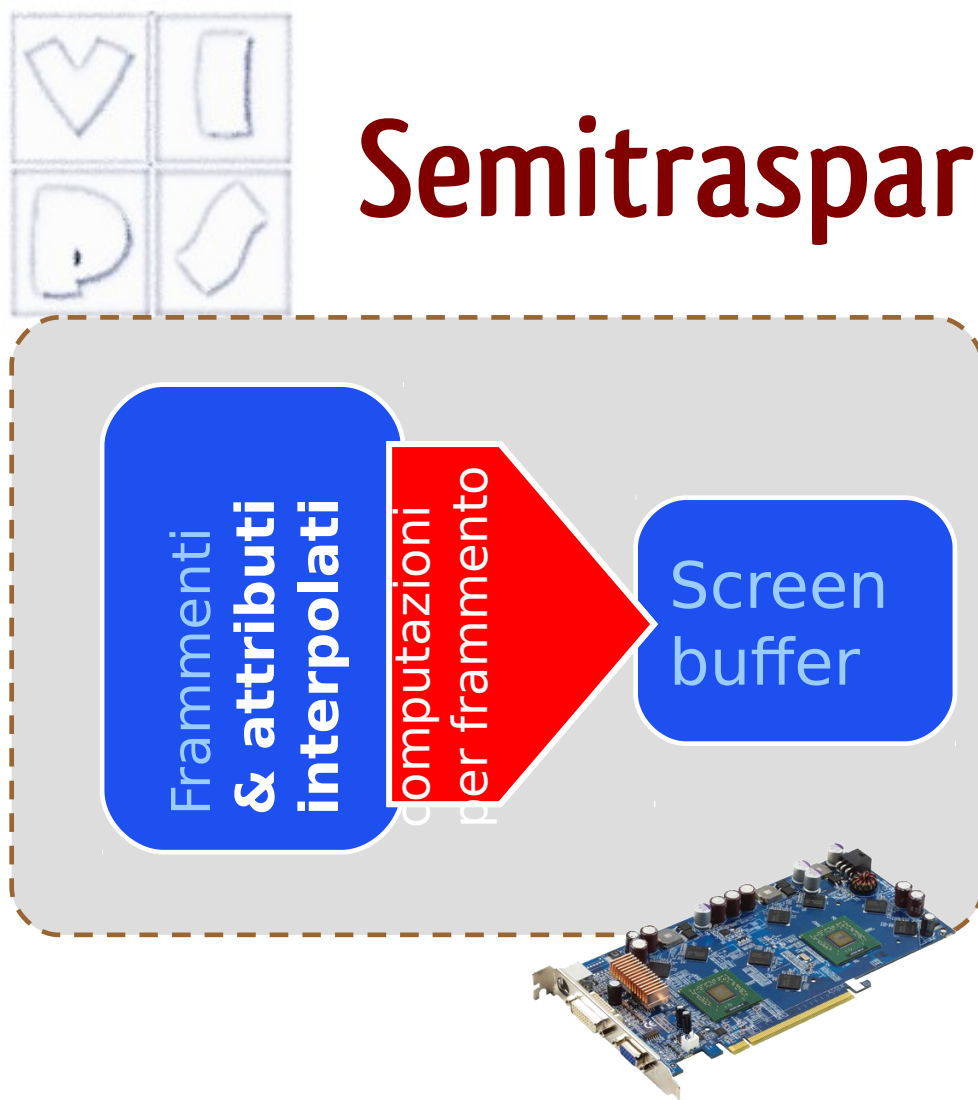 Semitraspar
Frammenti
& attributi
interpolati
computazioni
per frammento
Screen
buffer